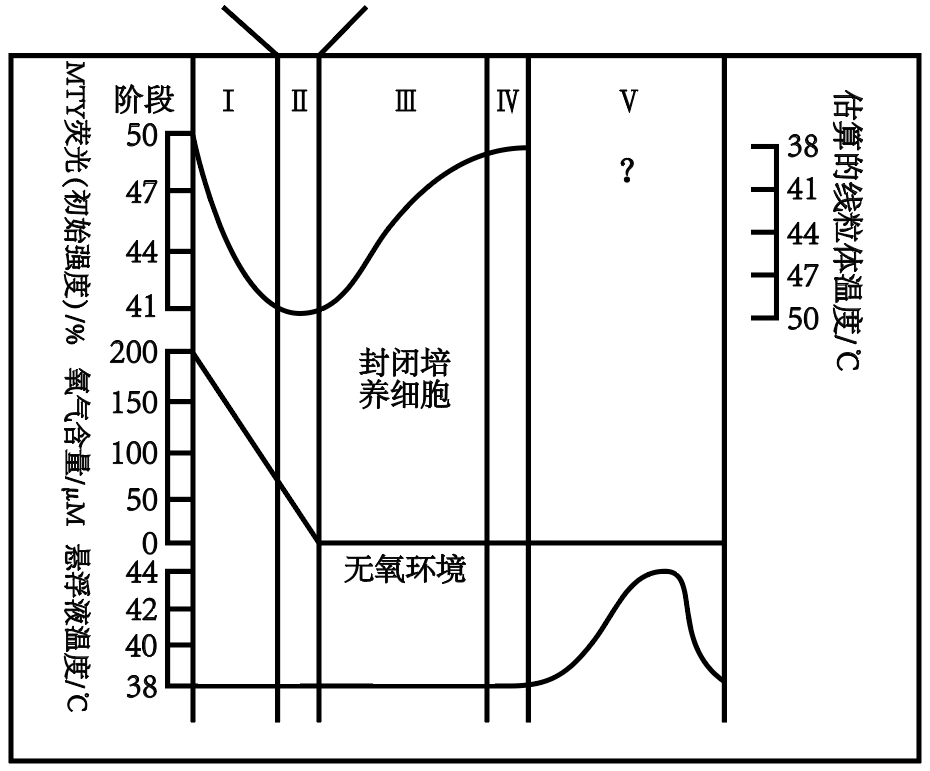 阶段 Ⅰ Ⅱ Ⅲ Ⅳ Ⅴ
MTY荧光(初始强度)/%
50
47
44
41
?
估算的线粒体温度/℃
38
41
44
47
50
氧气含量/μM
200
150
100
50
0
封闭培
养细胞
无氧环境
悬浮液温度/℃
44
42
40
38